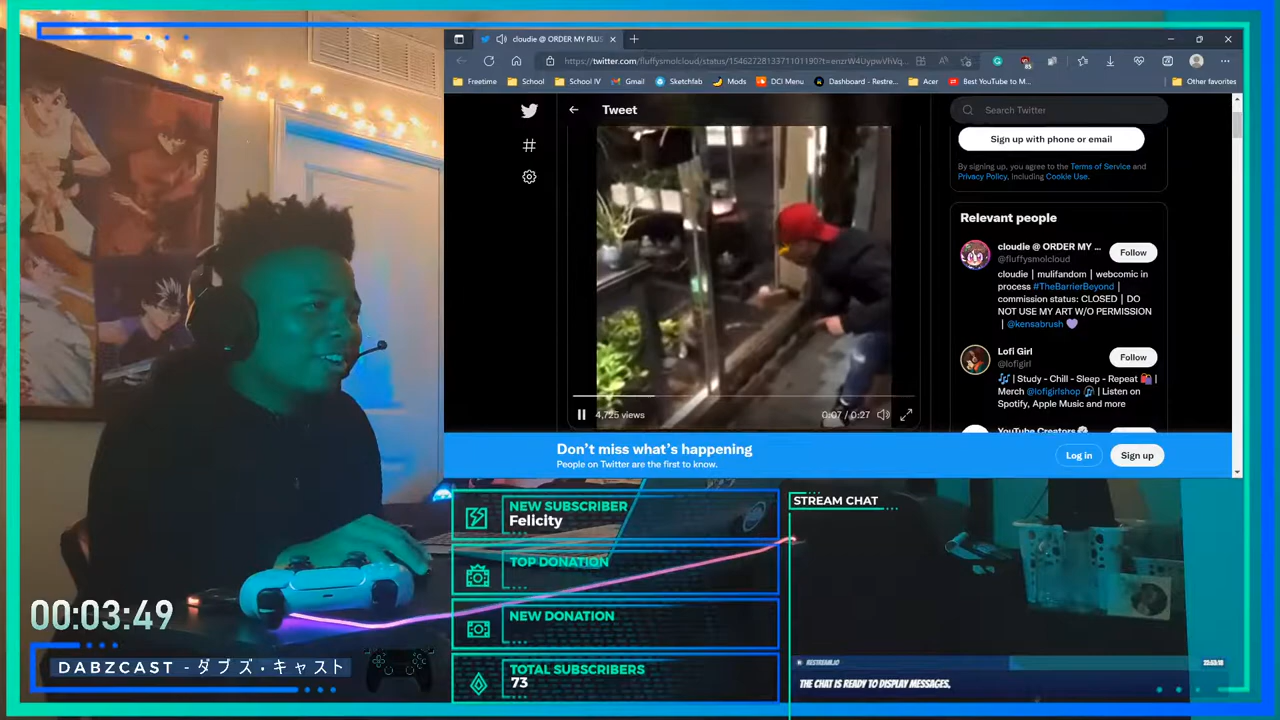 cloudie @ ORDER MY PLUS
https://twitter.com/fluffysmolcloud/status/1546272813371101190?t=enzrW4UypwVhVq...
Freetime
School
School IV
Gmail
Sketchfab
Mods
DCI Menu
Dashboard - Restre...
Acer
Best YouTube to M...
Other favorites
Tweet
Search Twitter
Sign up with phone or email
By signing up, you agree to the Terms of Service and
Privacy Policy, including Cookie Use.
Relevant people
cloudie @ ORDER MY ...
@fluffysmolcloud
Follow
cloudie | mulifandom | webcomic in
process #TheBarrierBeyond |
commission status: CLOSED | DO
NOT USE MY ART W/O PERMISSION
| @kensabrush 💜
Lofi Girl
@lofigirl
Follow
| Study - Chill - Sleep - Repeat |
Merch @lofigirlshop | Listen on
Spotify, Apple Music and more
YouTube Creators
4,725 views
0:07 / 0:27
Don't miss what's happening
People on Twitter are the first to know.
Log in
Sign up
NEW SUBSCRIBER
Felicity
TOP DONATION
NEW DONATION
TOTAL SUBSCRIBERS
73
STREAM CHAT
RESTREAM.IO
THE CHAT IS READY TO DISPLAY MESSAGES.
00:03:49
DABZCAST - ダブズ・キャスト